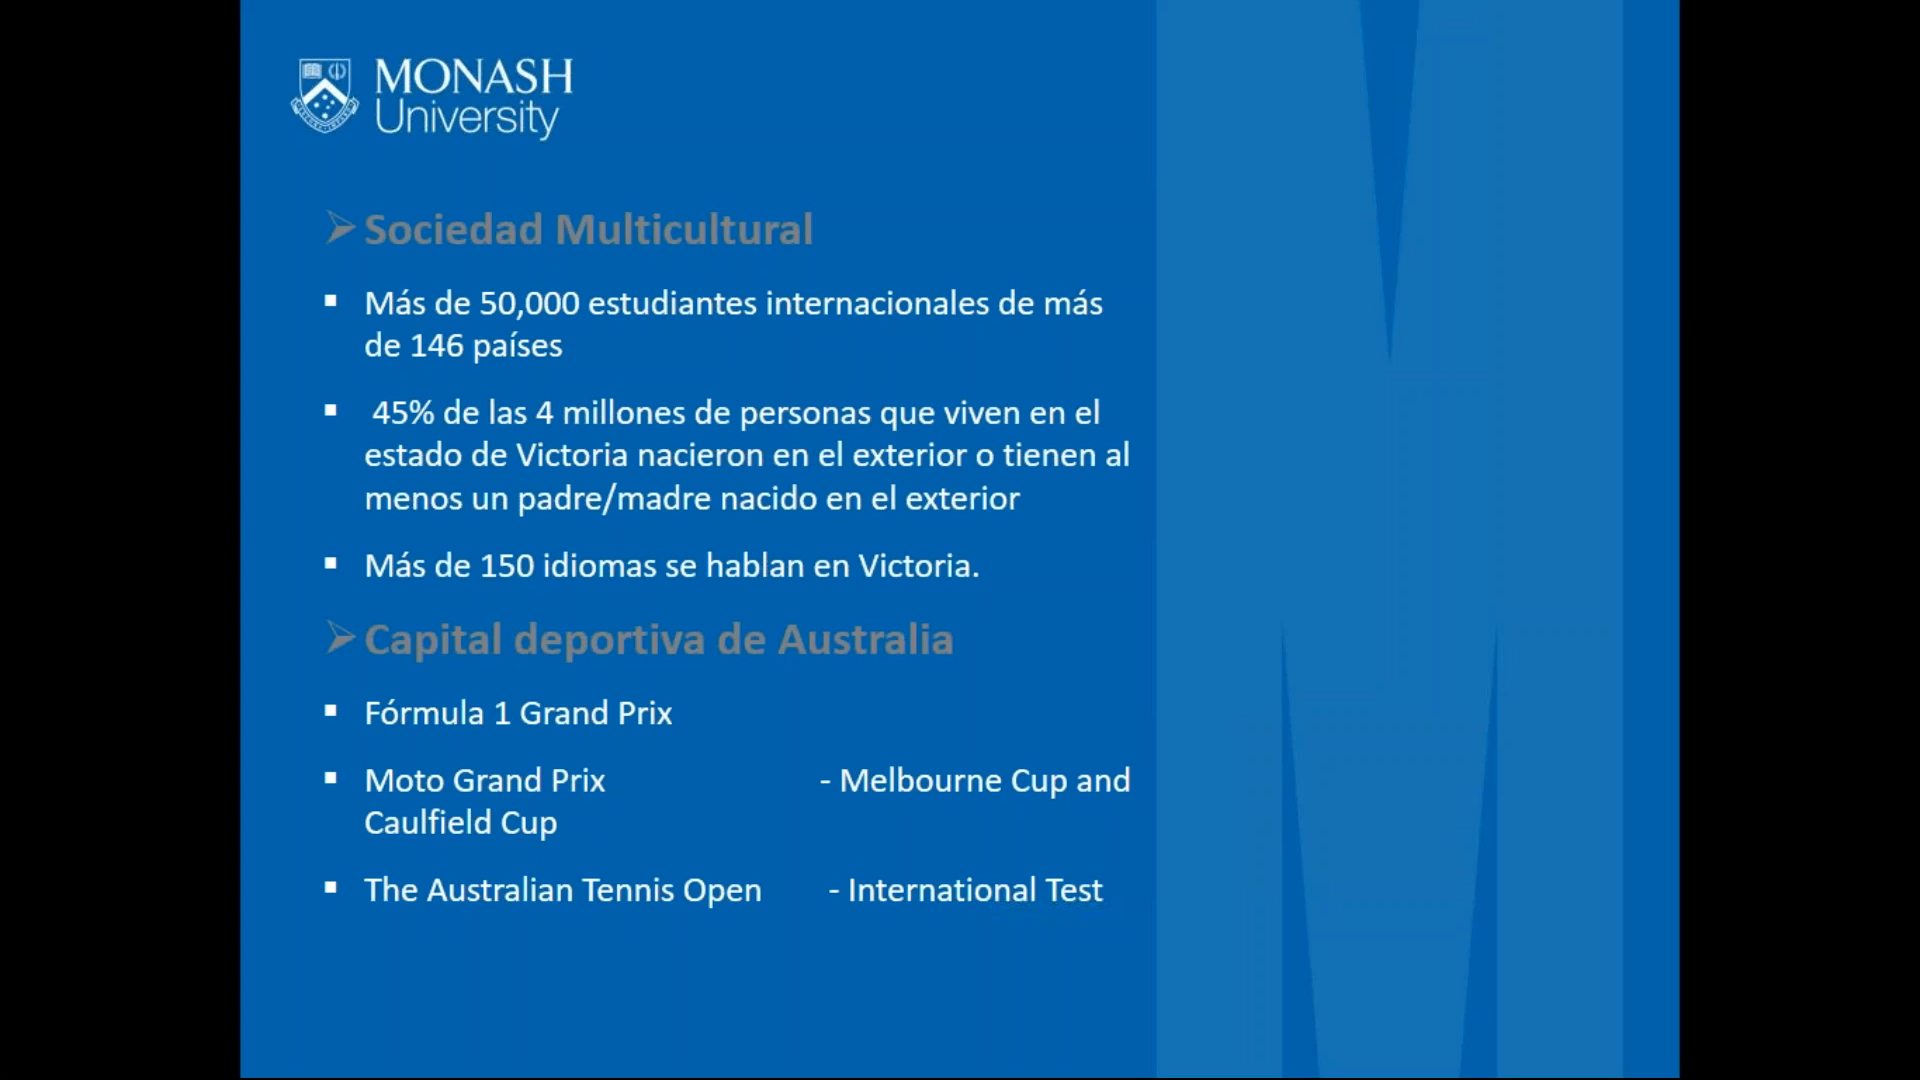 MONASH
University
➢ Sociedad Multicultural
▪ Más de 50,000 estudiantes internacionales de más
de 146 países
▪ 45% de las 4 millones de personas que viven en el
estado de Victoria nacieron en el exterior o tienen al
menos un padre/madre nacido en el exterior
▪ Más de 150 idiomas se hablan en Victoria.
➢ Capital deportiva de Australia
▪ Fórmula 1 Grand Prix
▪ Moto Grand Prix - Melbourne Cup and
Caulfield Cup
▪ The Australian Tennis Open - International Test